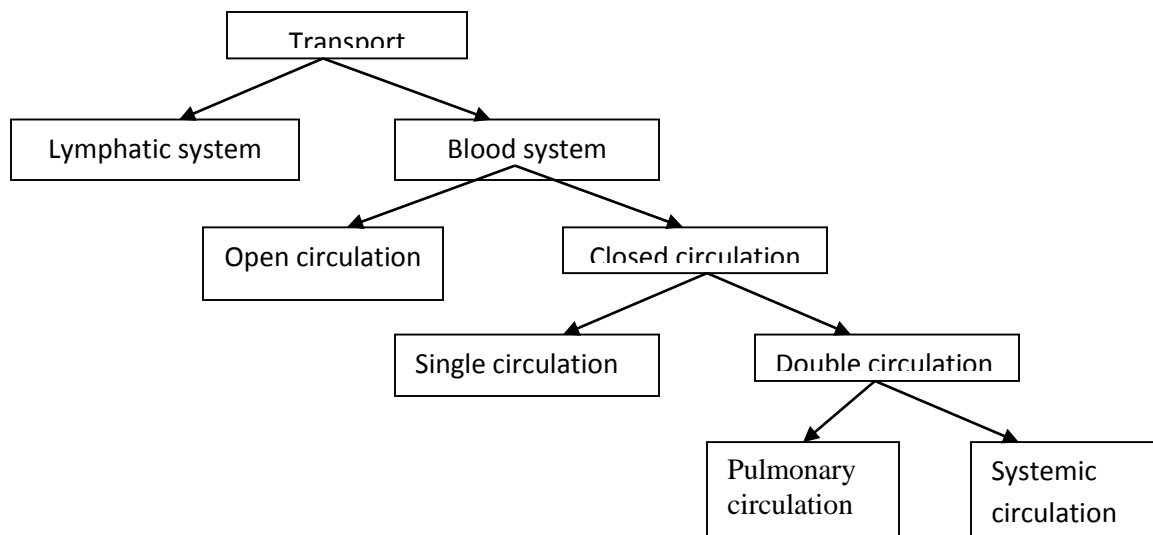 Transport
Lymphatic system
Blood system
Open circulation
Closed circulation
Single circulation
Double circulation
Pulmonary
circulation
Systemic
circulation